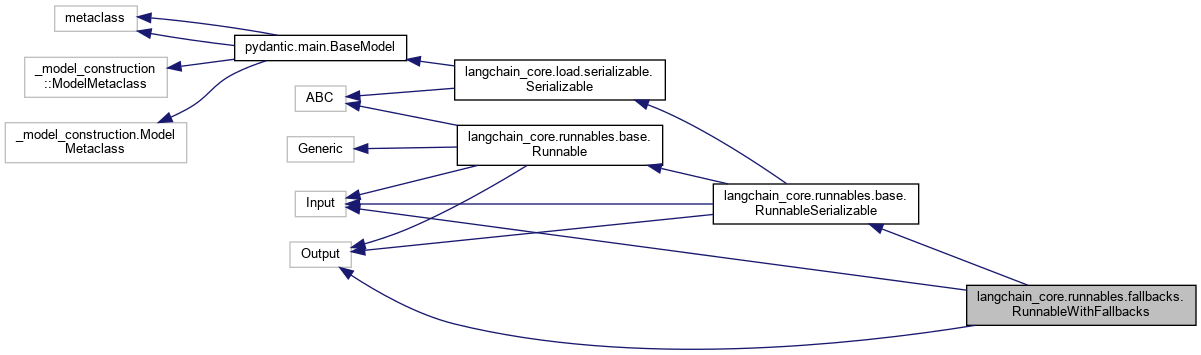 metaclass
pydantic.main.BaseModel
_model_construction
::ModelMetaclass
langchain_core.load.serializable.
Serializable
ABC
_model_construction.Model
Metaclass
langchain_core.runnables.base.
Runnable
Generic
langchain_core.runnables.base.
RunnableSerializable
Input
Output
langchain_core.runnables.fallbacks.
RunnableWithFallbacks